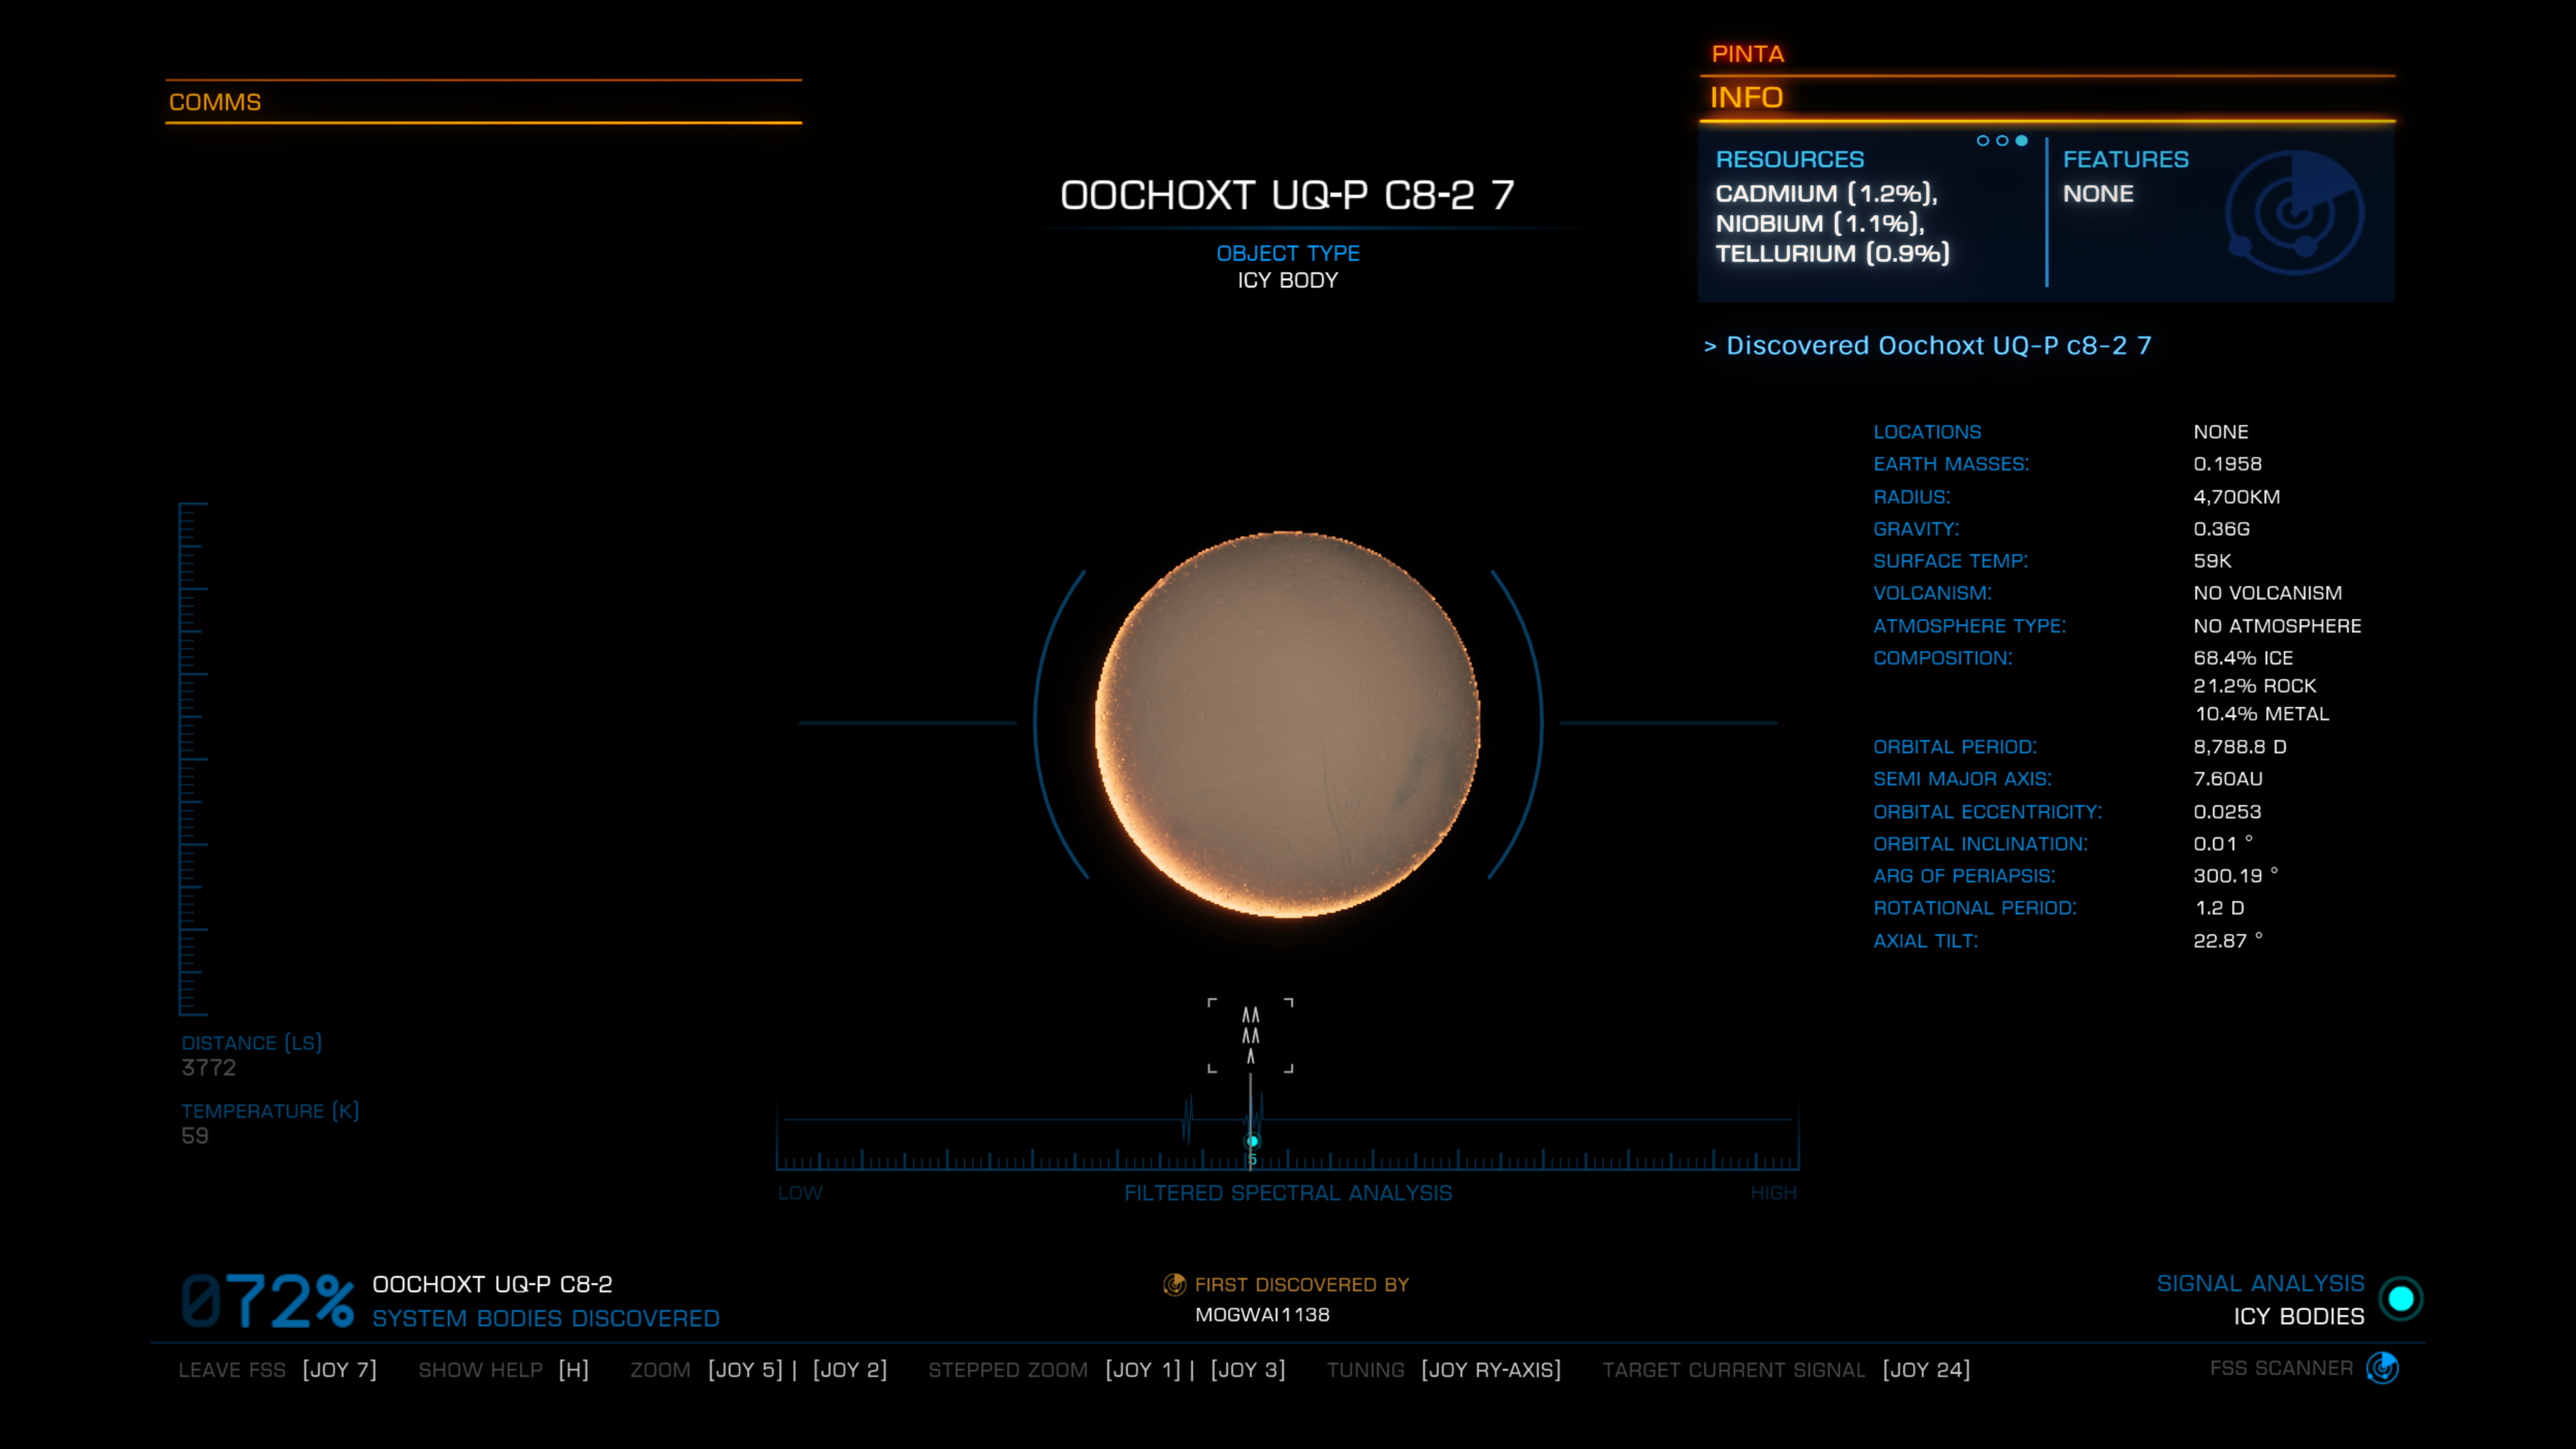 COMMS
PINTA
INFO
RESOURCES
CADMIUM (1.2%),
NIOBIUM (1.1%),
TELLURIUM (0.9%)
FEATURES
NONE
OOCHOXT UQ-P C8-2 7
OBJECT TYPE
ICY BODY
> Discovered Oochoxt UQ-P c8-2 7
LOCATIONS NONE
EARTH MASSES: 0.1958
RADIUS: 4,700KM
GRAVITY: 0.36G
SURFACE TEMP: 59K
VOLCANISM: NO VOLCANISM
ATMOSPHERE TYPE: NO ATMOSPHERE
COMPOSITION: 68.4% ICE
21.2% ROCK
10.4% METAL
ORBITAL PERIOD: 8,788.8 D
SEMI MAJOR AXIS: 7.60AU
ORBITAL ECCENTRICITY: 0.0253
ORBITAL INCLINATION: 0.01 °
ARG OF PERIAPSIS: 300.19 °
ROTATIONAL PERIOD: 1.2 D
AXIAL TILT: 22.87 °
DISTANCE (LS)
3772
TEMPERATURE (K)
59
5
LOW FILTERED SPECTRAL ANALYSIS HIGH
072%
OOCHOXT UQ-P C8-2
SYSTEM BODIES DISCOVERED
FIRST DISCOVERED BY
MOGWAI1138
SIGNAL ANALYSIS
ICY BODIES
LEAVE FSS [JOY 7] SHOW HELP [H] ZOOM [JOY 5] | [JOY 2] STEPPED ZOOM [JOY 1] | [JOY 3] TUNING [JOY RY-AXIS] TARGET CURRENT SIGNAL [JOY 24] FSS SCANNER